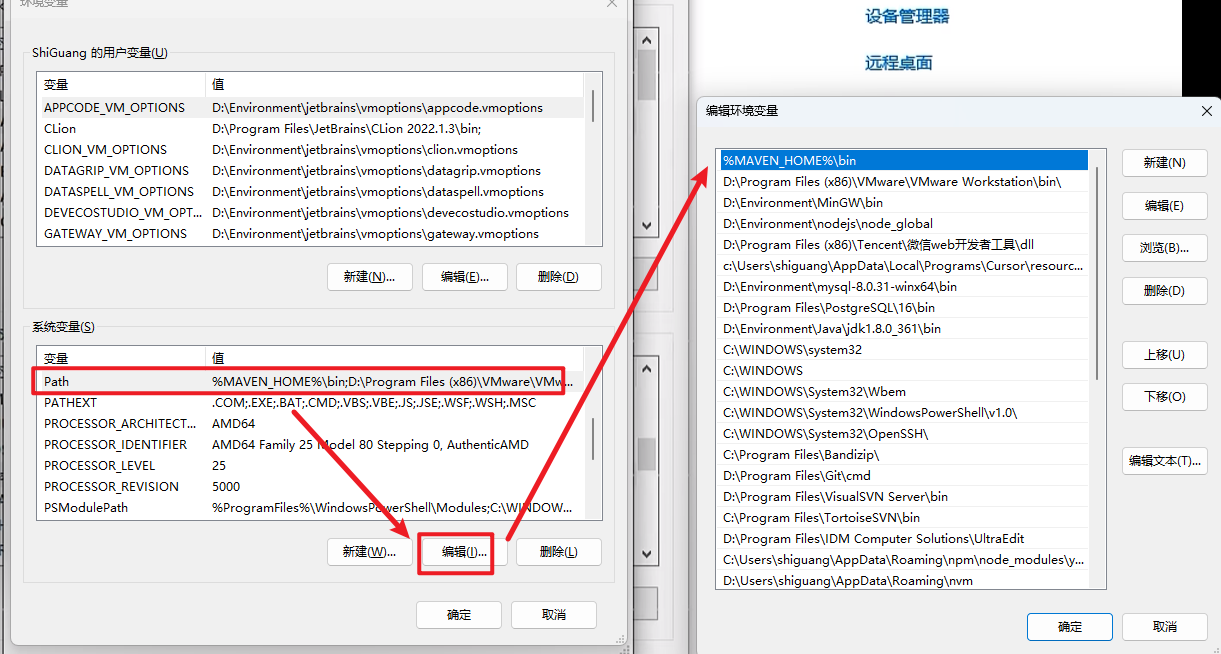 环境变量
ShiGuang 的用户变量(U)
变量 值
APPCODE_VM_OPTIONS D:\Environment\jetbrains\vmoptions\appcode.vmoptions
CLion D:\Program Files\JetBrains\CLion 2022.1.3\bin;
CLION_VM_OPTIONS D:\Environment\jetbrains\vmoptions\clion.vmoptions
DATAGRIP_VM_OPTIONS D:\Environment\jetbrains\vmoptions\datagrip.vmoptions
DATASPELL_VM_OPTIONS D:\Environment\jetbrains\vmoptions\dataspell.vmoptions
DEVECOSTUDIO_VM_OPT... D:\Environment\jetbrains\vmoptions\devecostudio.vmoptions
GATEWAY_VM_OPTIONS D:\Environment\jetbrains\vmoptions\gateway.vmoptions
新建(N)... 编辑(E)... 删除(D)
系统变量(S)
变量 值
Path %MAVEN_HOME%\bin;D:\Program Files (x86)\VMware\VMw...
PATHEXT .COM;.EXE;.BAT;.CMD;.VBS;.VBE;.JS;.JSE;.WSF;.WSH;.MSC
PROCESSOR_ARCHITECT... AMD64
PROCESSOR_IDENTIFIER AMD64 Family 25 Model 80 Stepping 0, AuthenticAMD
PROCESSOR_LEVEL 25
PROCESSOR_REVISION 5000
PSModulePath %ProgramFiles%\WindowsPowerShell\Modules;C:\WINDOW...
新建(W)... 编辑(I)... 删除(L)
确定 取消
设备管理器
远程桌面
编辑环境变量
%MAVEN_HOME%\bin
D:\Program Files (x86)\VMware\VMware Workstation\bin\
D:\Environment\MinGW\bin
D:\Environment\nodejs\node_global
D:\Program Files (x86)\Tencent\微信web开发者工具\dll
c:\Users\shiguang\AppData\Local\Programs\Cursor\resourc...
D:\Environment\mysql-8.0.31-winx64\bin
D:\Program Files\PostgreSQL\16\bin
D:\Environment\Java\jdk1.8.0_361\bin
C:\WINDOWS\system32
C:\WINDOWS
C:\WINDOWS\System32\Wbem
C:\WINDOWS\System32\WindowsPowerShell\v1.0\
C:\WINDOWS\System32\OpenSSH\
C:\Program Files\Bandizip\
D:\Program Files\Git\cmd
D:\Program Files\VisualSVN Server\bin
C:\Program Files\TortoiseSVN\bin
D:\Program Files\IDM Computer Solutions\UltraEdit
C:\Users\shiguang\AppData\Roaming\npm\node_modules\y...
D:\Users\shiguang\AppData\Roaming\nvm
新建(N)
编辑(E)
浏览(B)...
删除(D)
上移(U)
下移(O)
编辑文本(T)...
确定 取消